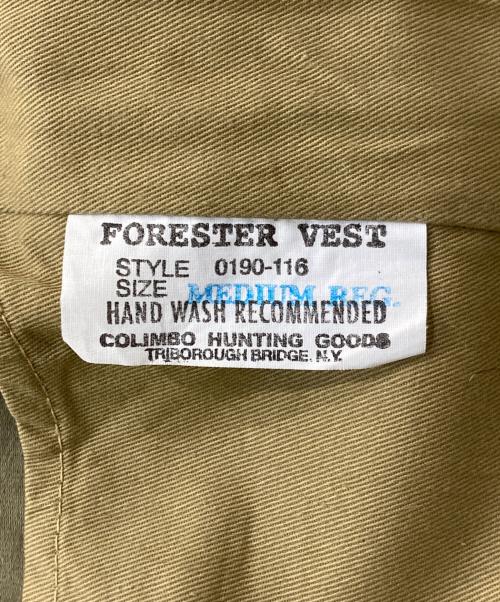 FORESTER VEST
STYLE 0190-116
SIZE MEDIUM REG.
HAND WASH RECOMMENDED
COLIMBO HUNTING GOODS
TRIBOROUGH BRIDGE, N.Y.